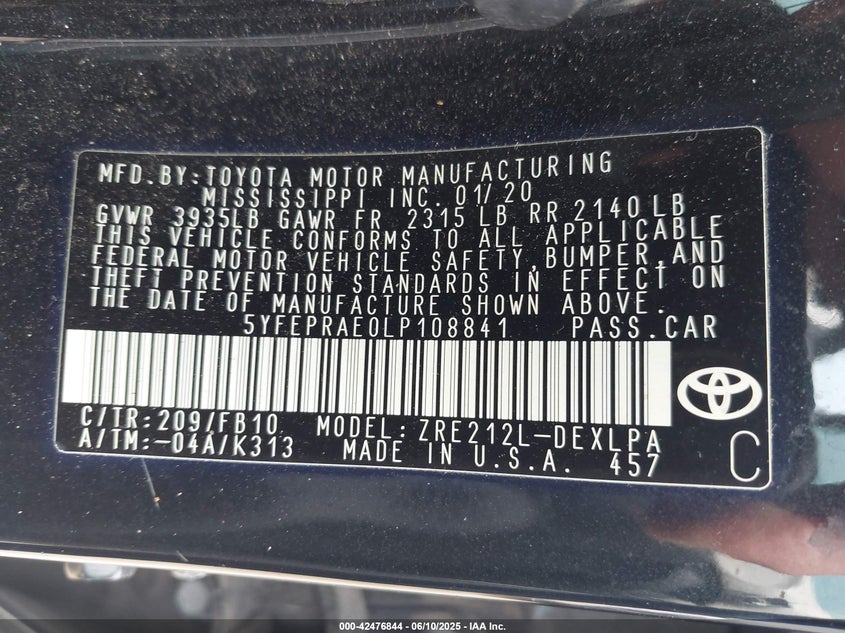 MFD. BY: TOYOTA MOTOR MANUFACTURING
MISSISSIPPI INC. 01/20
GVWR 3935LB GAWR FR 2315 LB RR 2140 LB
THIS VEHICLE CONFORMS TO ALL APPLICABLE
FEDERAL MOTOR VEHICLE SAFETY, BUMPER, AND
THEFT PREVENTION STANDARDS IN EFFECT ON
THE DATE OF MANUFACTURE SHOWN ABOVE.
5YFEPRAE0LP108841 PASS. CAR
C/TR: 209/FB10 MODEL: ZRE212L-DEXLPA
A/TM: -04A/K313 MADE IN U.S.A. 457
C
000-42476844 - 06/10/2025 - IAA Inc.